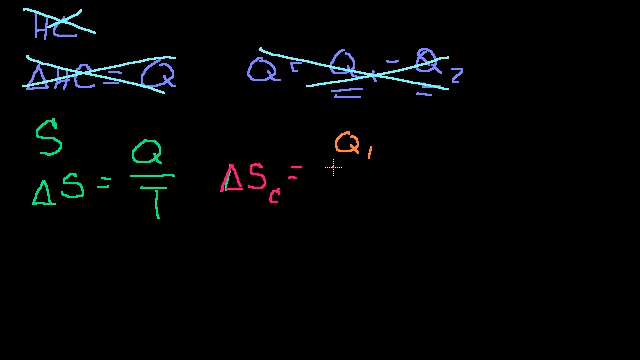 HC
ΔHC = Q
Q = Q1 - Q2
S
ΔS = Q/T
ΔSc = Q1